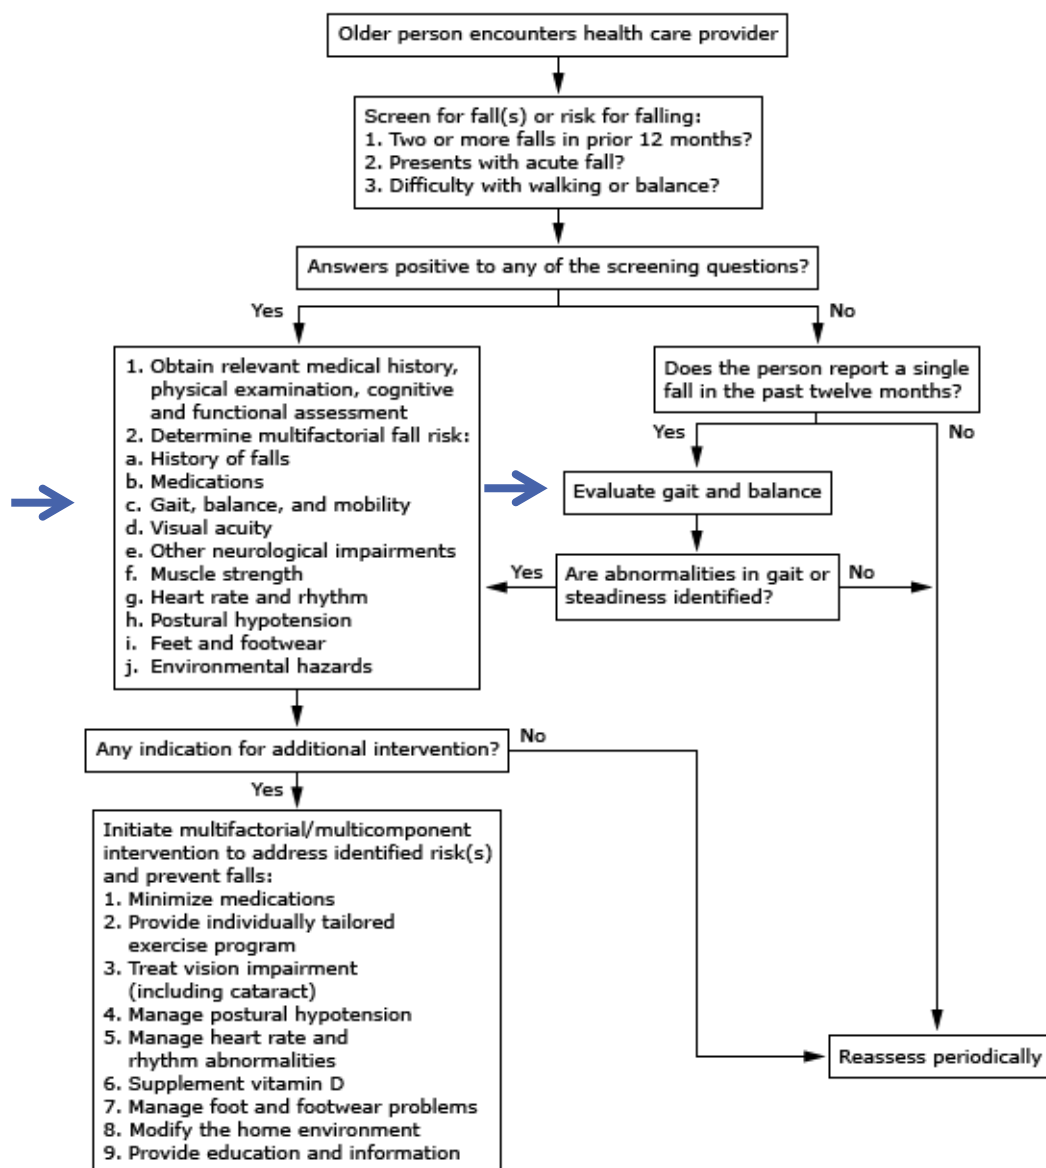 Older person encounters health care provider
Screen for fall(s) or risk for falling:
1. Two or more falls in prior 12 months?
2. Presents with acute fall?
3. Difficulty with walking or balance?
Answers positive to any of the screening questions?
Yes
No
1. Obtain relevant medical history,
physical examination, cognitive
and functional assessment
2. Determine multifactorial fall risk:
a. History of falls
b. Medications
c. Gait, balance, and mobility
d. Visual acuity
e. Other neurological impairments
f. Muscle strength
g. Heart rate and rhythm
h. Postural hypotension
i. Feet and footwear
j. Environmental hazards
Does the person report a single
fall in the past twelve months?
Yes
No
Evaluate gait and balance
Yes
Are abnormalities in gait or
steadiness identified?
No
Any indication for additional intervention?
No
Yes
Initiate multifactorial/multicomponent
intervention to address identified risk(s)
and prevent falls:
1. Minimize medications
2. Provide individually tailored
exercise program
3. Treat vision impairment
(including cataract)
4. Manage postural hypotension
5. Manage heart rate and
rhythm abnormalities
6. Supplement vitamin D
7. Manage foot and footwear problems
8. Modify the home environment
9. Provide education and information
Reassess periodically